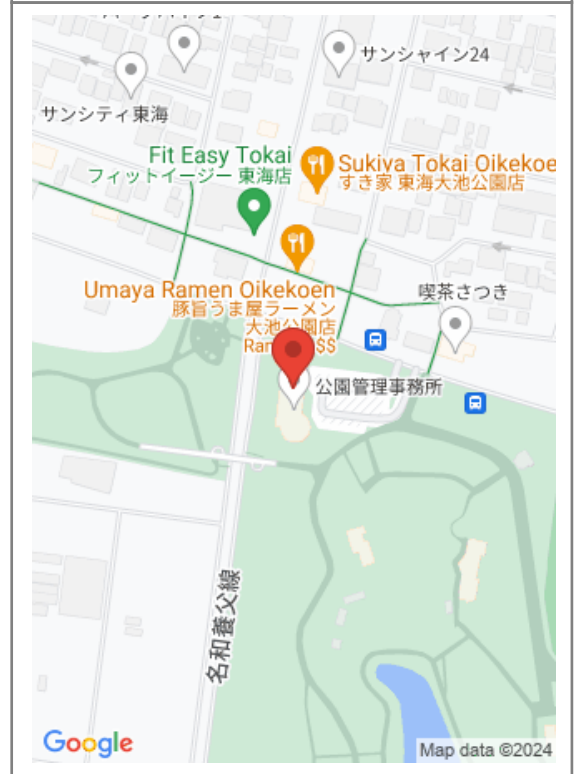 サンシャイン24
サンシティ東海
Fit Easy Tokai
フィットイージー 東海店
Sukiya Tokai Oikekoe
すき家 東海大池公園店
Umaya Ramen Oikekoen
豚旨うま屋ラーメン
大池公園店
喫茶さつき
公園管理事務所
名和養父線
Google
Map data ©2024